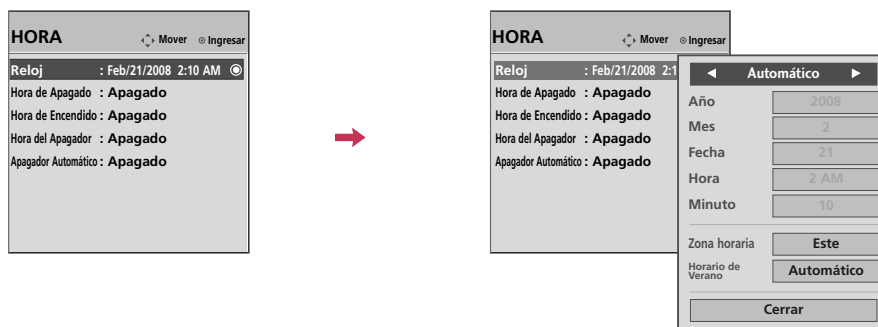 HORA Mover Ingresar
Reloj : Feb/21/2008 2:10 AM
Hora de Apagado : Apagado
Hora de Encendido : Apagado
Hora del Apagador : Apagado
Apagador Automático : Apagado
HORA Mover Ingresar
Reloj : Feb/21/2008 2:1
Hora de Apagado : Apagado
Hora de Encendido : Apagado
Hora del Apagador : Apagado
Apagador Automático : Apagado
Automático
Año 2008
Mes 2
Fecha 21
Hora 2 AM
Minuto 10
Zona horaria Este
Horario de
Verano Automático
Cerrar